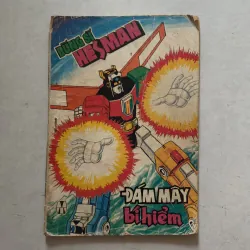 DŨNG SĨ
HESMAN
ĐÁM MÂY
bí hiểm